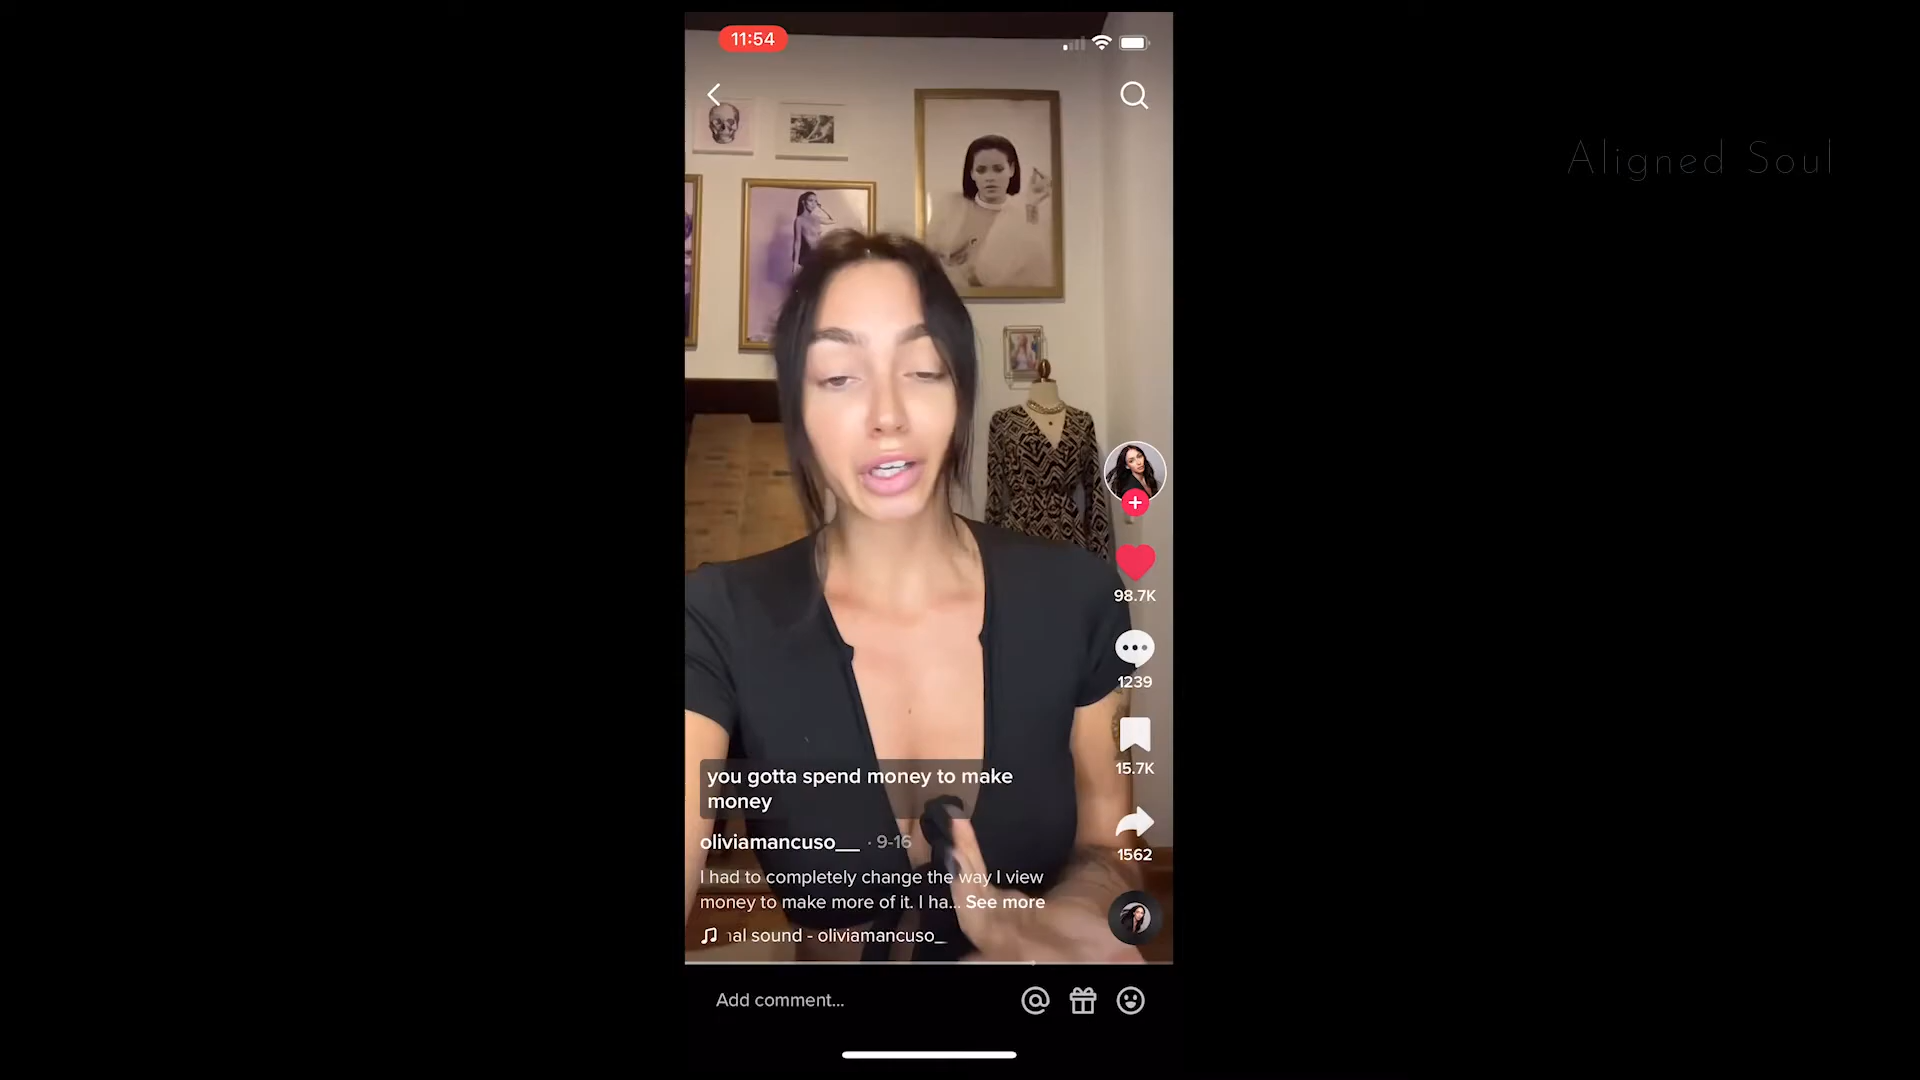 11:54
Aligned Soul
98.7K
1239
15.7K
1562
you gotta spend money to make
money
oliviamancuso__ · 9-16
I had to completely change the way I view
money to make more of it. I ha... See more
nal sound - oliviamancuso_
Add comment...